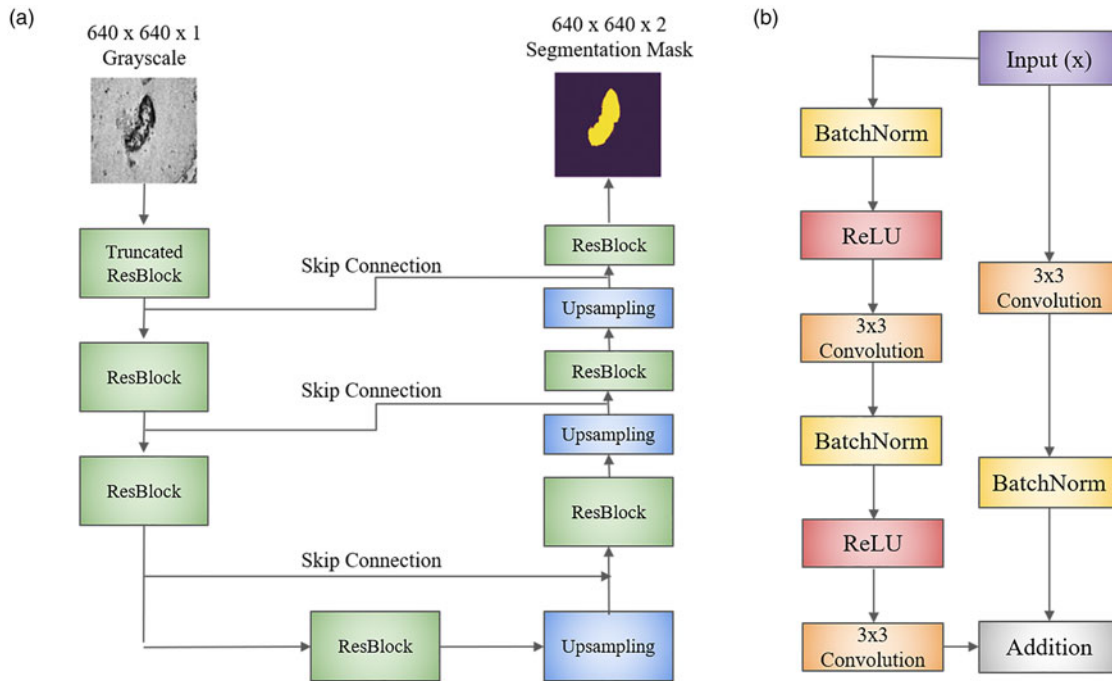 (a)
640 x 640 x 1
Grayscale
640 x 640 x 2
Segmentation Mask
Truncated
ResBlock
ResBlock
ResBlock
Skip Connection
Skip Connection
Skip Connection
ResBlock
Upsampling
ResBlock
Upsampling
ResBlock
ResBlock
Upsampling
(b)
Input (x)
BatchNorm
ReLU
3x3
Convolution
BatchNorm
ReLU
3x3
Convolution
3x3
Convolution
BatchNorm
Addition